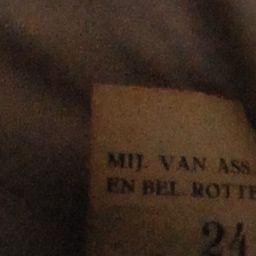 MIJ. VAN ASS
EN BEL. ROTTE
24